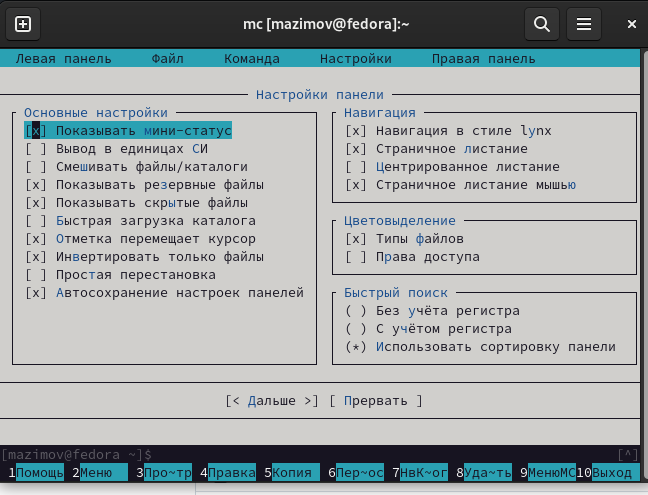 mc [mazimov@fedora]:~
Левая панель Файл Команда Настройки Правая панель
Настройки панели
Основные настройки
[x] Показывать мини-статус
[ ] Вывод в единицах СИ
[ ] Смешивать файлы/каталоги
[x] Показывать резервные файлы
[x] Показывать скрытые файлы
[ ] Быстрая загрузка каталога
[x] Отметка перемещает курсор
[x] Инвертировать только файлы
[ ] Простая перестановка
[x] Автосохранение настроек панелей
Навигация
[x] Навигация в стиле lynx
[x] Страничное листание
[ ] Центрированное листание
[x] Страничное листание мышью
Цветовыделение
[x] Типы файлов
[ ] Права доступа
Быстрый поиск
( ) Без учёта регистра
( ) С учётом регистра
(*) Использовать сортировку панели
[< Дальше >] [ Прервать ]
[mazimov@fedora ~]$ [^]
1Помощь 2Меню 3Про~тр 4Правка 5Копия 6Пер~ос 7НвК~ог 8Уда~ть 9МенюMC10Выход